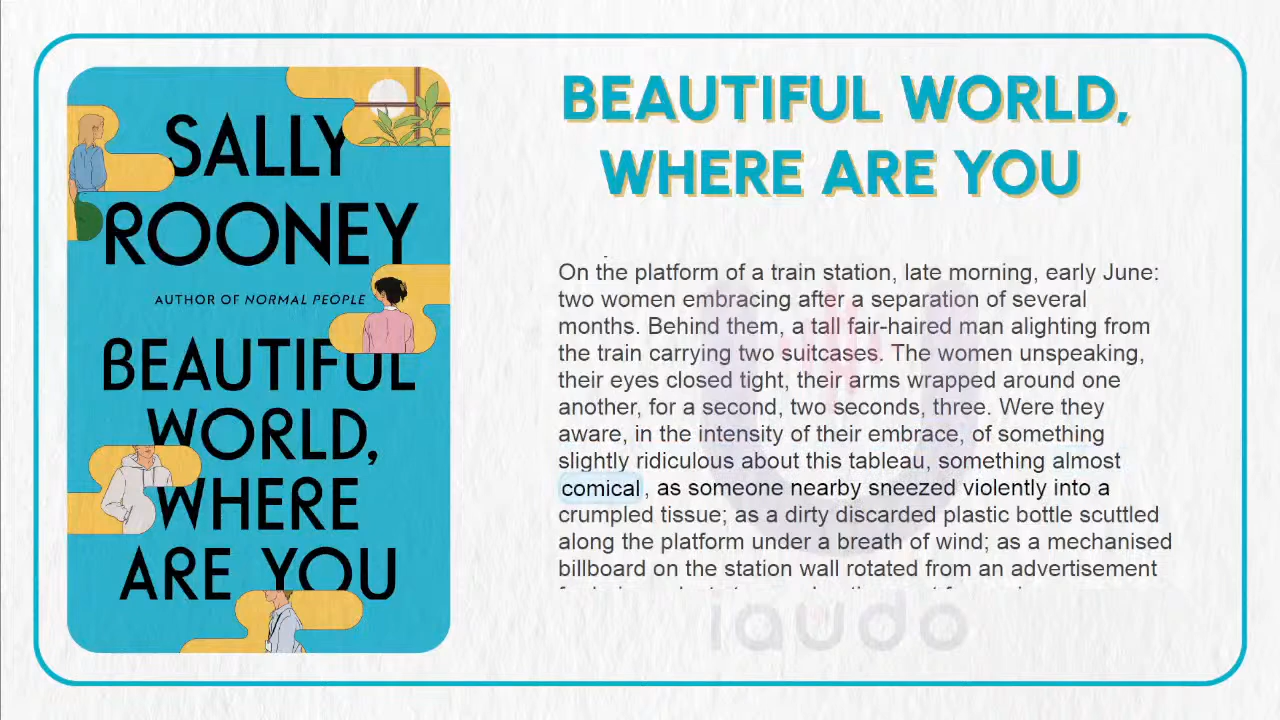 SALLY
ROONEY
AUTHOR OF NORMAL PEOPLE
BEAUTIFUL
WORLD,
WHERE
ARE YOU
BEAUTIFUL WORLD,
WHERE ARE YOU
On the platform of a train station, late morning, early June:
two women embracing after a separation of several
months. Behind them, a tall fair-haired man alighting from
the train carrying two suitcases. The women unspeaking,
their eyes closed tight, their arms wrapped around one
another, for a second, two seconds, three. Were they
aware, in the intensity of their embrace, of something
slightly ridiculous about this tableau, something almost
comical, as someone nearby sneezed violently into a
crumpled tissue; as a dirty discarded plastic bottle scuttled
along the platform under a breath of wind; as a mechanised
billboard on the station wall rotated from an advertisement
iaudo